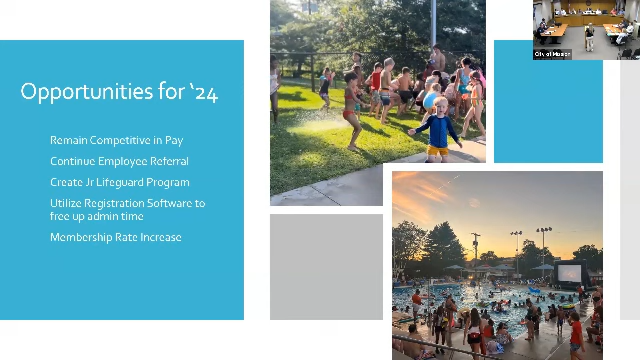 Opportunities for ‘24
Remain Competitive in Pay
Continue Employee Referral
Create Jr Lifeguard Program
Utilize Registration Software to
free up admin time
Membership Rate Increase
City of Mission